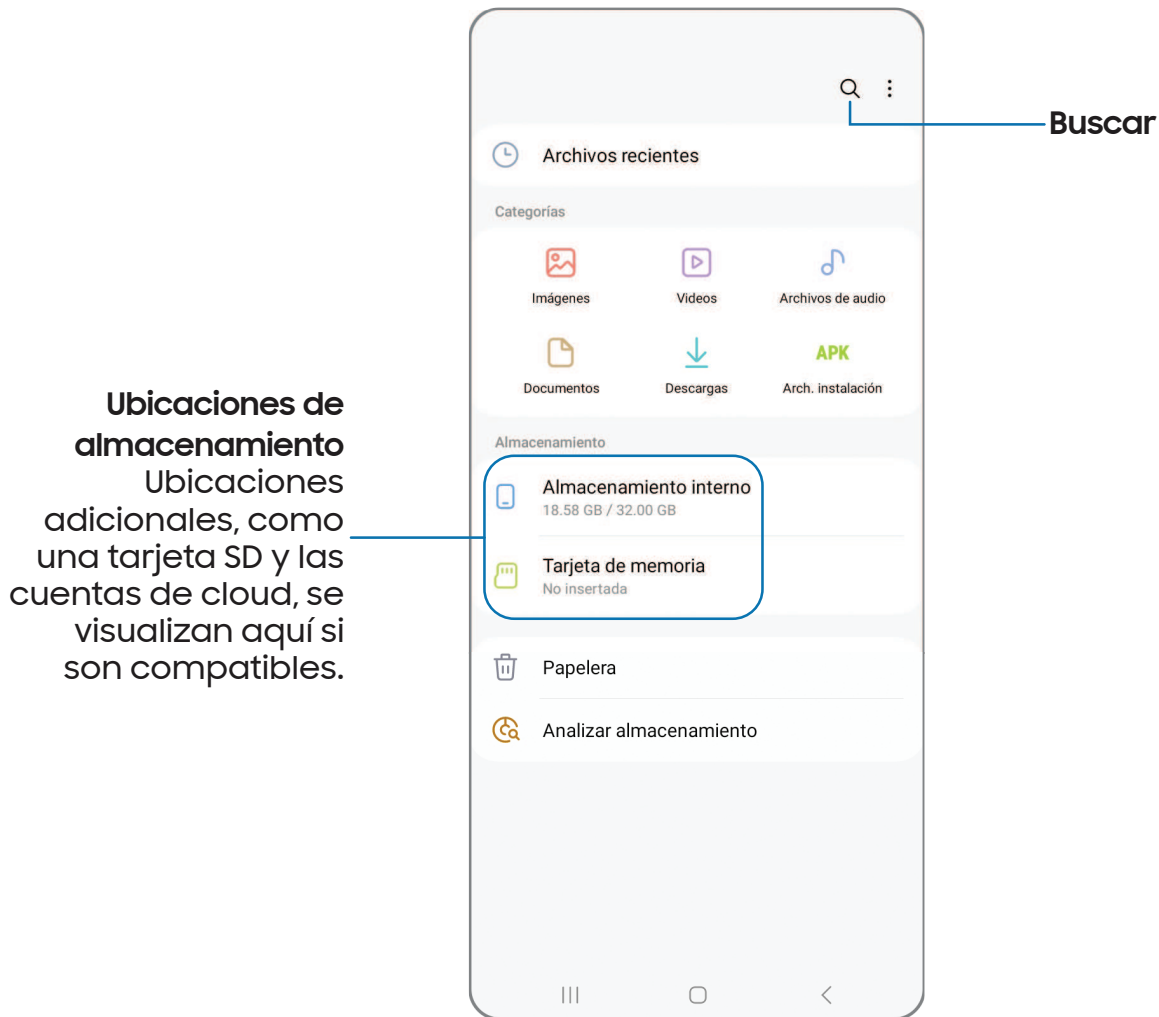 Buscar
Archivos recientes
Categorías
Imágenes
Videos
Archivos de audio
Documentos
Descargas
APK
Arch. instalación
Ubicaciones de
almacenamiento
Ubicaciones
adicionales, como
una tarjeta SD y las
cuentas de cloud, se
visualizan aquí si
son compatibles.
Almacenamiento
Almacenamiento interno
18.58 GB / 32.00 GB
Tarjeta de memoria
No insertada
Papelera
Analizar almacenamiento